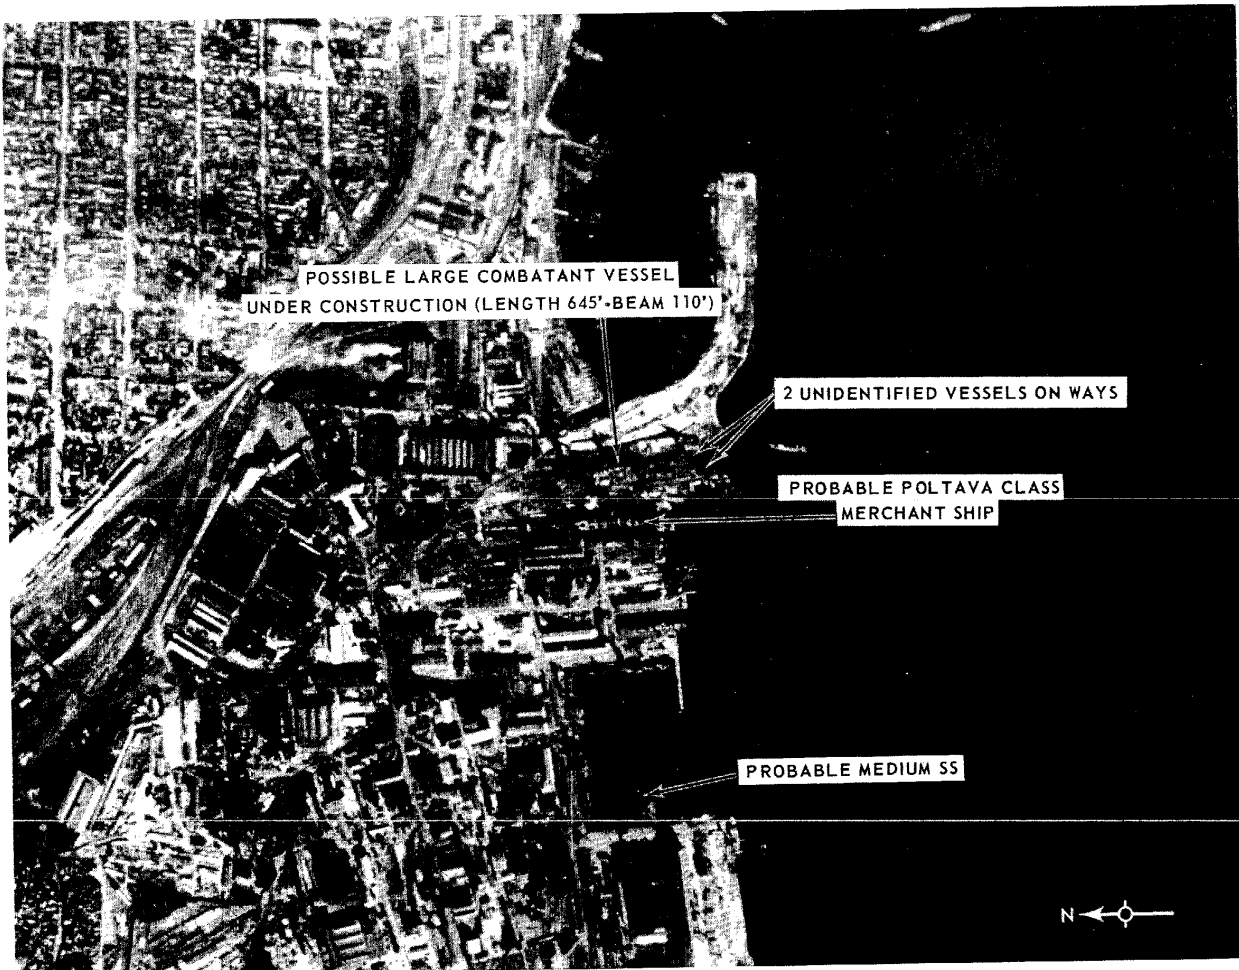 POSSIBLE LARGE COMBATANT VESSEL
UNDER CONSTRUCTION (LENGTH 645'-BEAM 110')
2 UNIDENTIFIED VESSELS ON WAYS
PROBABLE POLTAVA CLASS
MERCHANT SHIP
PROBABLE MEDIUM SS
N